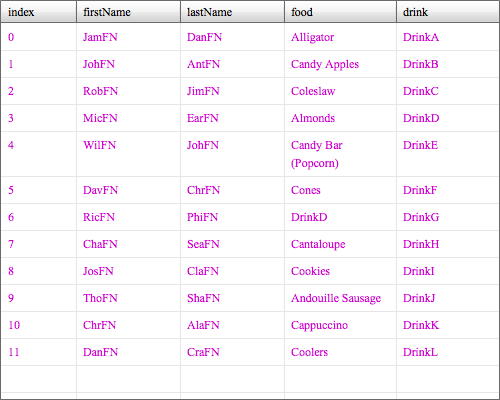 index firstName lastName food drink
0 JamFN DanFN Alligator DrinkA
1 JohFN AntFN Candy Apples DrinkB
2 RobFN JimFN Coleslaw DrinkC
3 MicFN EarFN Almonds DrinkD
4 WilFN JohFN Candy Bar DrinkE
(Popcorn)
5 DavFN ChrFN Cones DrinkF
6 RicFN PhiFN DrinkD DrinkG
7 ChaFN SeaFN Cantaloupe DrinkH
8 JosFN ClaFN Cookies DrinkI
9 ThoFN ShaFN Andouille Sausage DrinkJ
10 ChrFN AlaFN Cappuccino DrinkK
11 DanFN CraFN Coolers DrinkL